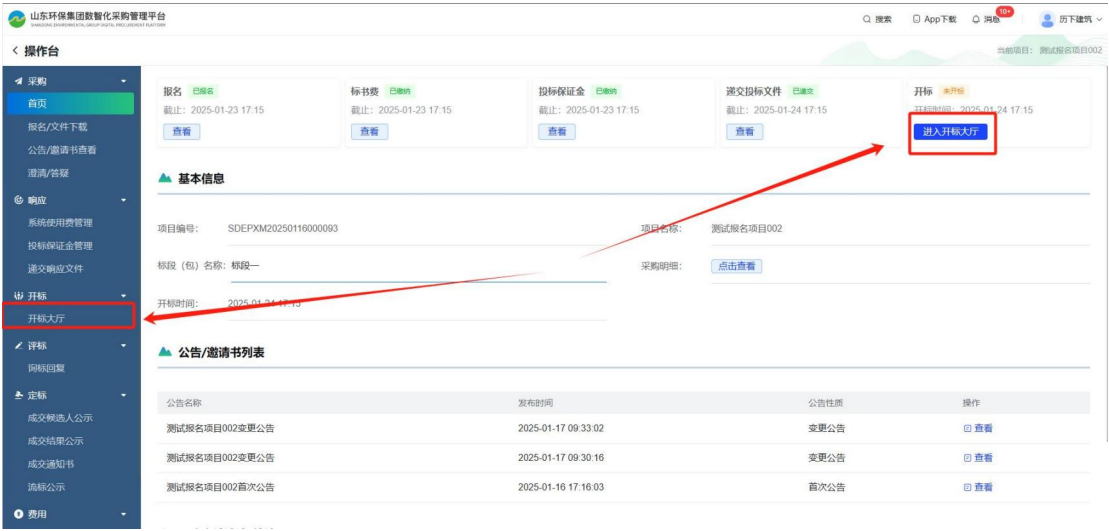 山东环保集团数智化采购管理平台
搜索 App下载 消息 10+ 历下建筑
操作台
当前项目: 测试报名项目002
采购
首页
报名/文件下载
公告/邀请书查看
澄清/答疑
响应
系统使用费管理
投标保证金管理
递交响应文件
开标
开标大厅
评标
询标回复
定标
成交候选人公示
成交结果公示
成交通知书
流标公示
费用
报名 已报名
截止: 2025-01-23 17:15
查看
标书费 已缴纳
截止: 2025-01-23 17:15
查看
投标保证金 已缴纳
截止: 2025-01-23 17:15
查看
递交投标文件 已递交
截止: 2025-01-24 17:15
查看
开标 未开标
开标时间: 2025-01-24 17:15
进入开标大厅
基本信息
项目编号: SDEPXM20250116000093
项目名称: 测试报名项目002
标段 (包) 名称: 标段一
采购明细: 点击查看
开标时间: 2025-01-24 17:15
公告/邀请书列表
公告名称 发布时间 公告性质 操作
测试报名项目002变更公告 2025-01-17 09:33:02 变更公告 查看
测试报名项目002变更公告 2025-01-17 09:30:16 变更公告 查看
测试报名项目002首次公告 2025-01-16 17:16:03 首次公告 查看